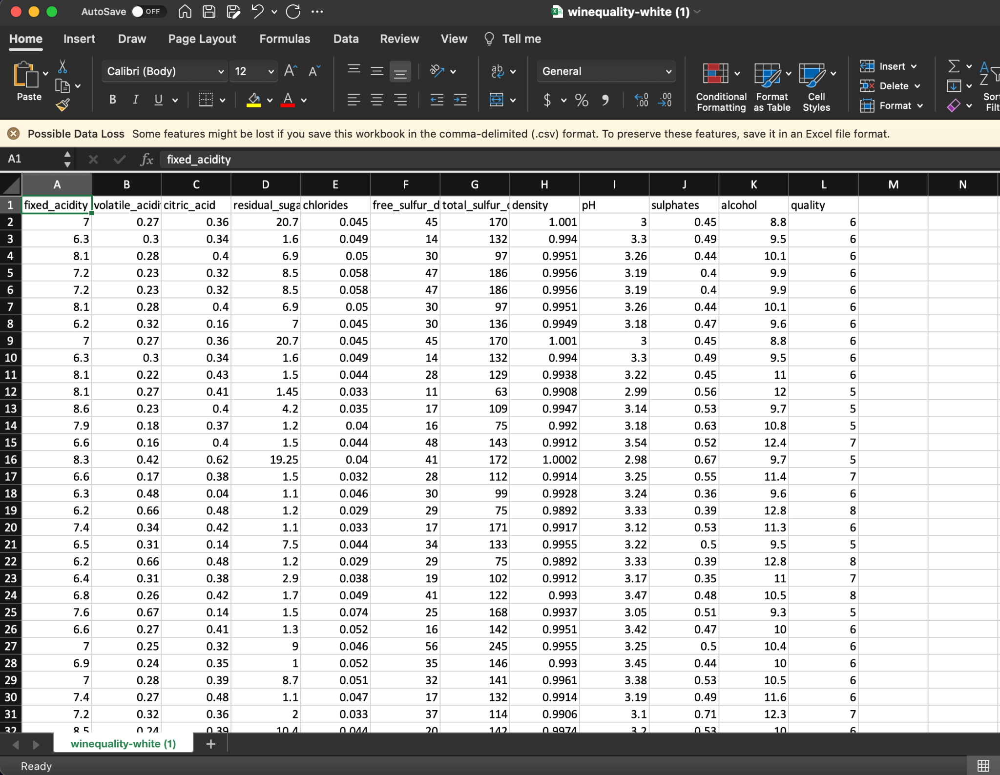 AutoSave OFF winequality-white (1)
Home Insert Draw Page Layout Formulas Data Review View Tell me
Paste Calibri (Body) 12 General Conditional Formatting Format as Table Cell Styles Insert Delete Format
Possible Data Loss Some features might be lost if you save this workbook in the comma-delimited (.csv) format. To preserve these features, save it in an Excel file format.
A1 fx fixed_acidity
A B C D E F G H I J K L M N
1 fixed_acidity volatile_acidi citric_acid residual_suga chlorides free_sulfur_d total_sulfur_ density pH sulphates alcohol quality
2 7 0.27 0.36 20.7 0.045 45 170 1.001 3 0.45 8.8 6
3 6.3 0.3 0.34 1.6 0.049 14 132 0.994 3.3 0.49 9.5 6
4 8.1 0.28 0.4 6.9 0.05 30 97 0.9951 3.26 0.44 10.1 6
5 7.2 0.23 0.32 8.5 0.058 47 186 0.9956 3.19 0.4 9.9 6
6 7.2 0.23 0.32 8.5 0.058 47 186 0.9956 3.19 0.4 9.9 6
7 8.1 0.28 0.4 6.9 0.05 30 97 0.9951 3.26 0.44 10.1 6
8 6.2 0.32 0.16 7 0.045 30 136 0.9949 3.18 0.47 9.6 6
9 7 0.27 0.36 20.7 0.045 45 170 1.001 3 0.45 8.8 6
10 6.3 0.3 0.34 1.6 0.049 14 132 0.994 3.3 0.49 9.5 6
11 8.1 0.22 0.43 1.5 0.044 28 129 0.9938 3.22 0.45 11 6
12 8.1 0.27 0.41 1.45 0.033 11 63 0.9908 2.99 0.56 12 5
13 8.6 0.23 0.4 4.2 0.035 17 109 0.9947 3.14 0.53 9.7 5
14 7.9 0.18 0.37 1.2 0.04 16 75 0.992 3.18 0.63 10.8 5
15 6.6 0.16 0.4 1.5 0.044 48 143 0.9912 3.54 0.52 12.4 7
16 8.3 0.42 0.62 19.25 0.04 41 172 1.0002 2.98 0.67 9.7 5
17 6.6 0.17 0.38 1.5 0.032 28 112 0.9914 3.25 0.55 11.4 7
18 6.3 0.48 0.04 1.1 0.046 30 99 0.9928 3.24 0.36 9.6 6
19 6.2 0.66 0.48 1.2 0.029 29 75 0.9892 3.33 0.39 12.8 8
20 7.4 0.34 0.42 1.1 0.033 17 171 0.9917 3.12 0.53 11.3 6
21 6.5 0.31 0.14 7.5 0.044 34 133 0.9955 3.22 0.5 9.5 5
22 6.2 0.66 0.48 1.2 0.029 29 75 0.9892 3.33 0.39 12.8 8
23 6.4 0.31 0.38 2.9 0.038 19 102 0.9912 3.17 0.35 11 7
24 6.8 0.26 0.42 1.7 0.049 41 122 0.993 3.47 0.48 10.5 8
25 7.6 0.67 0.14 1.5 0.074 25 168 0.9937 3.05 0.51 9.3 5
26 6.6 0.27 0.41 1.3 0.052 16 142 0.9951 3.42 0.47 10 6
27 7 0.25 0.32 9 0.046 56 245 0.9955 3.25 0.5 10.4 6
28 6.9 0.24 0.35 1 0.052 35 146 0.993 3.45 0.44 10 6
29 7 0.28 0.39 8.7 0.051 32 141 0.9961 3.38 0.53 10.5 6
30 7.4 0.27 0.48 1.1 0.047 17 132 0.9914 3.19 0.49 11.6 6
31 7.2 0.32 0.36 2 0.033 37 114 0.9906 3.1 0.71 12.3 7
32 8.5 0.24 0.39 10.4 0.044 20 142 0.9974 3.2 0.53 10 6
winequality-white (1)
Ready